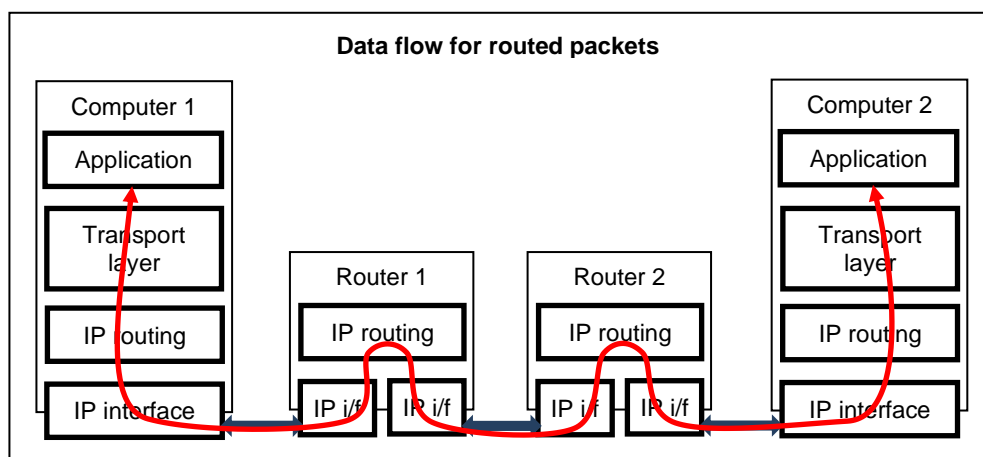 Data flow for routed packets
Computer 1
Application
Transport
layer
IP routing
IP interface
Router 1
IP routing
IP i/f
IP i/f
Router 2
IP routing
IP i/f
IP i/f
Computer 2
Application
Transport
layer
IP routing
IP interface